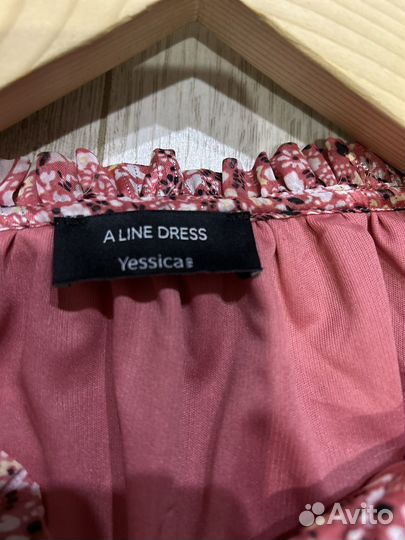 A LINE DRESS
Yessica
Avito